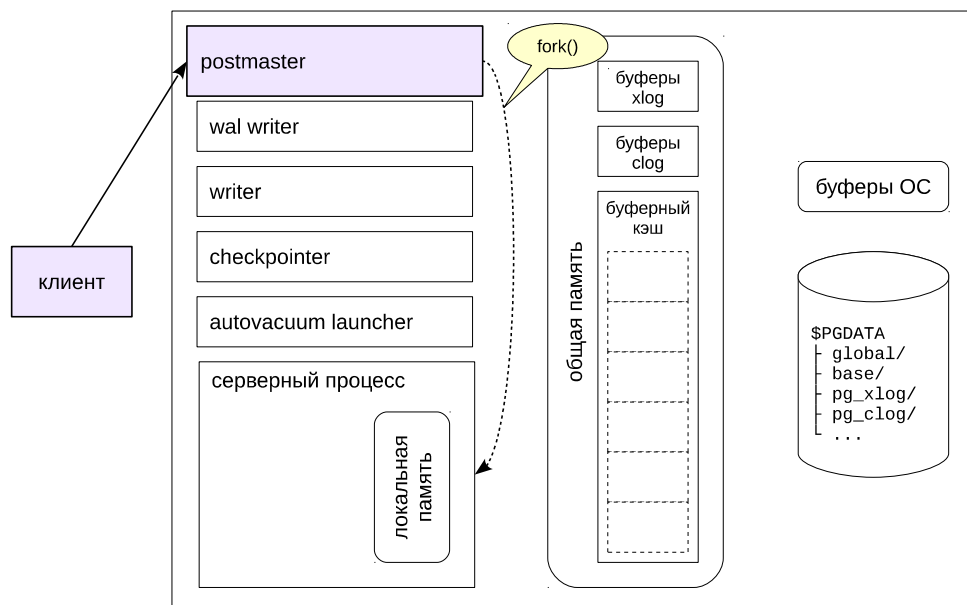 postmaster
fork()
wal writer
writer
checkpointer
autovacuum launcher
серверный процесс
локальная
память
клиент
общая память
буферы
xlog
буферы
clog
буферный
кэш
буферы ОС
$PGDATA
├ global/
├ base/
├ pg_xlog/
├ pg_clog/
└ ...